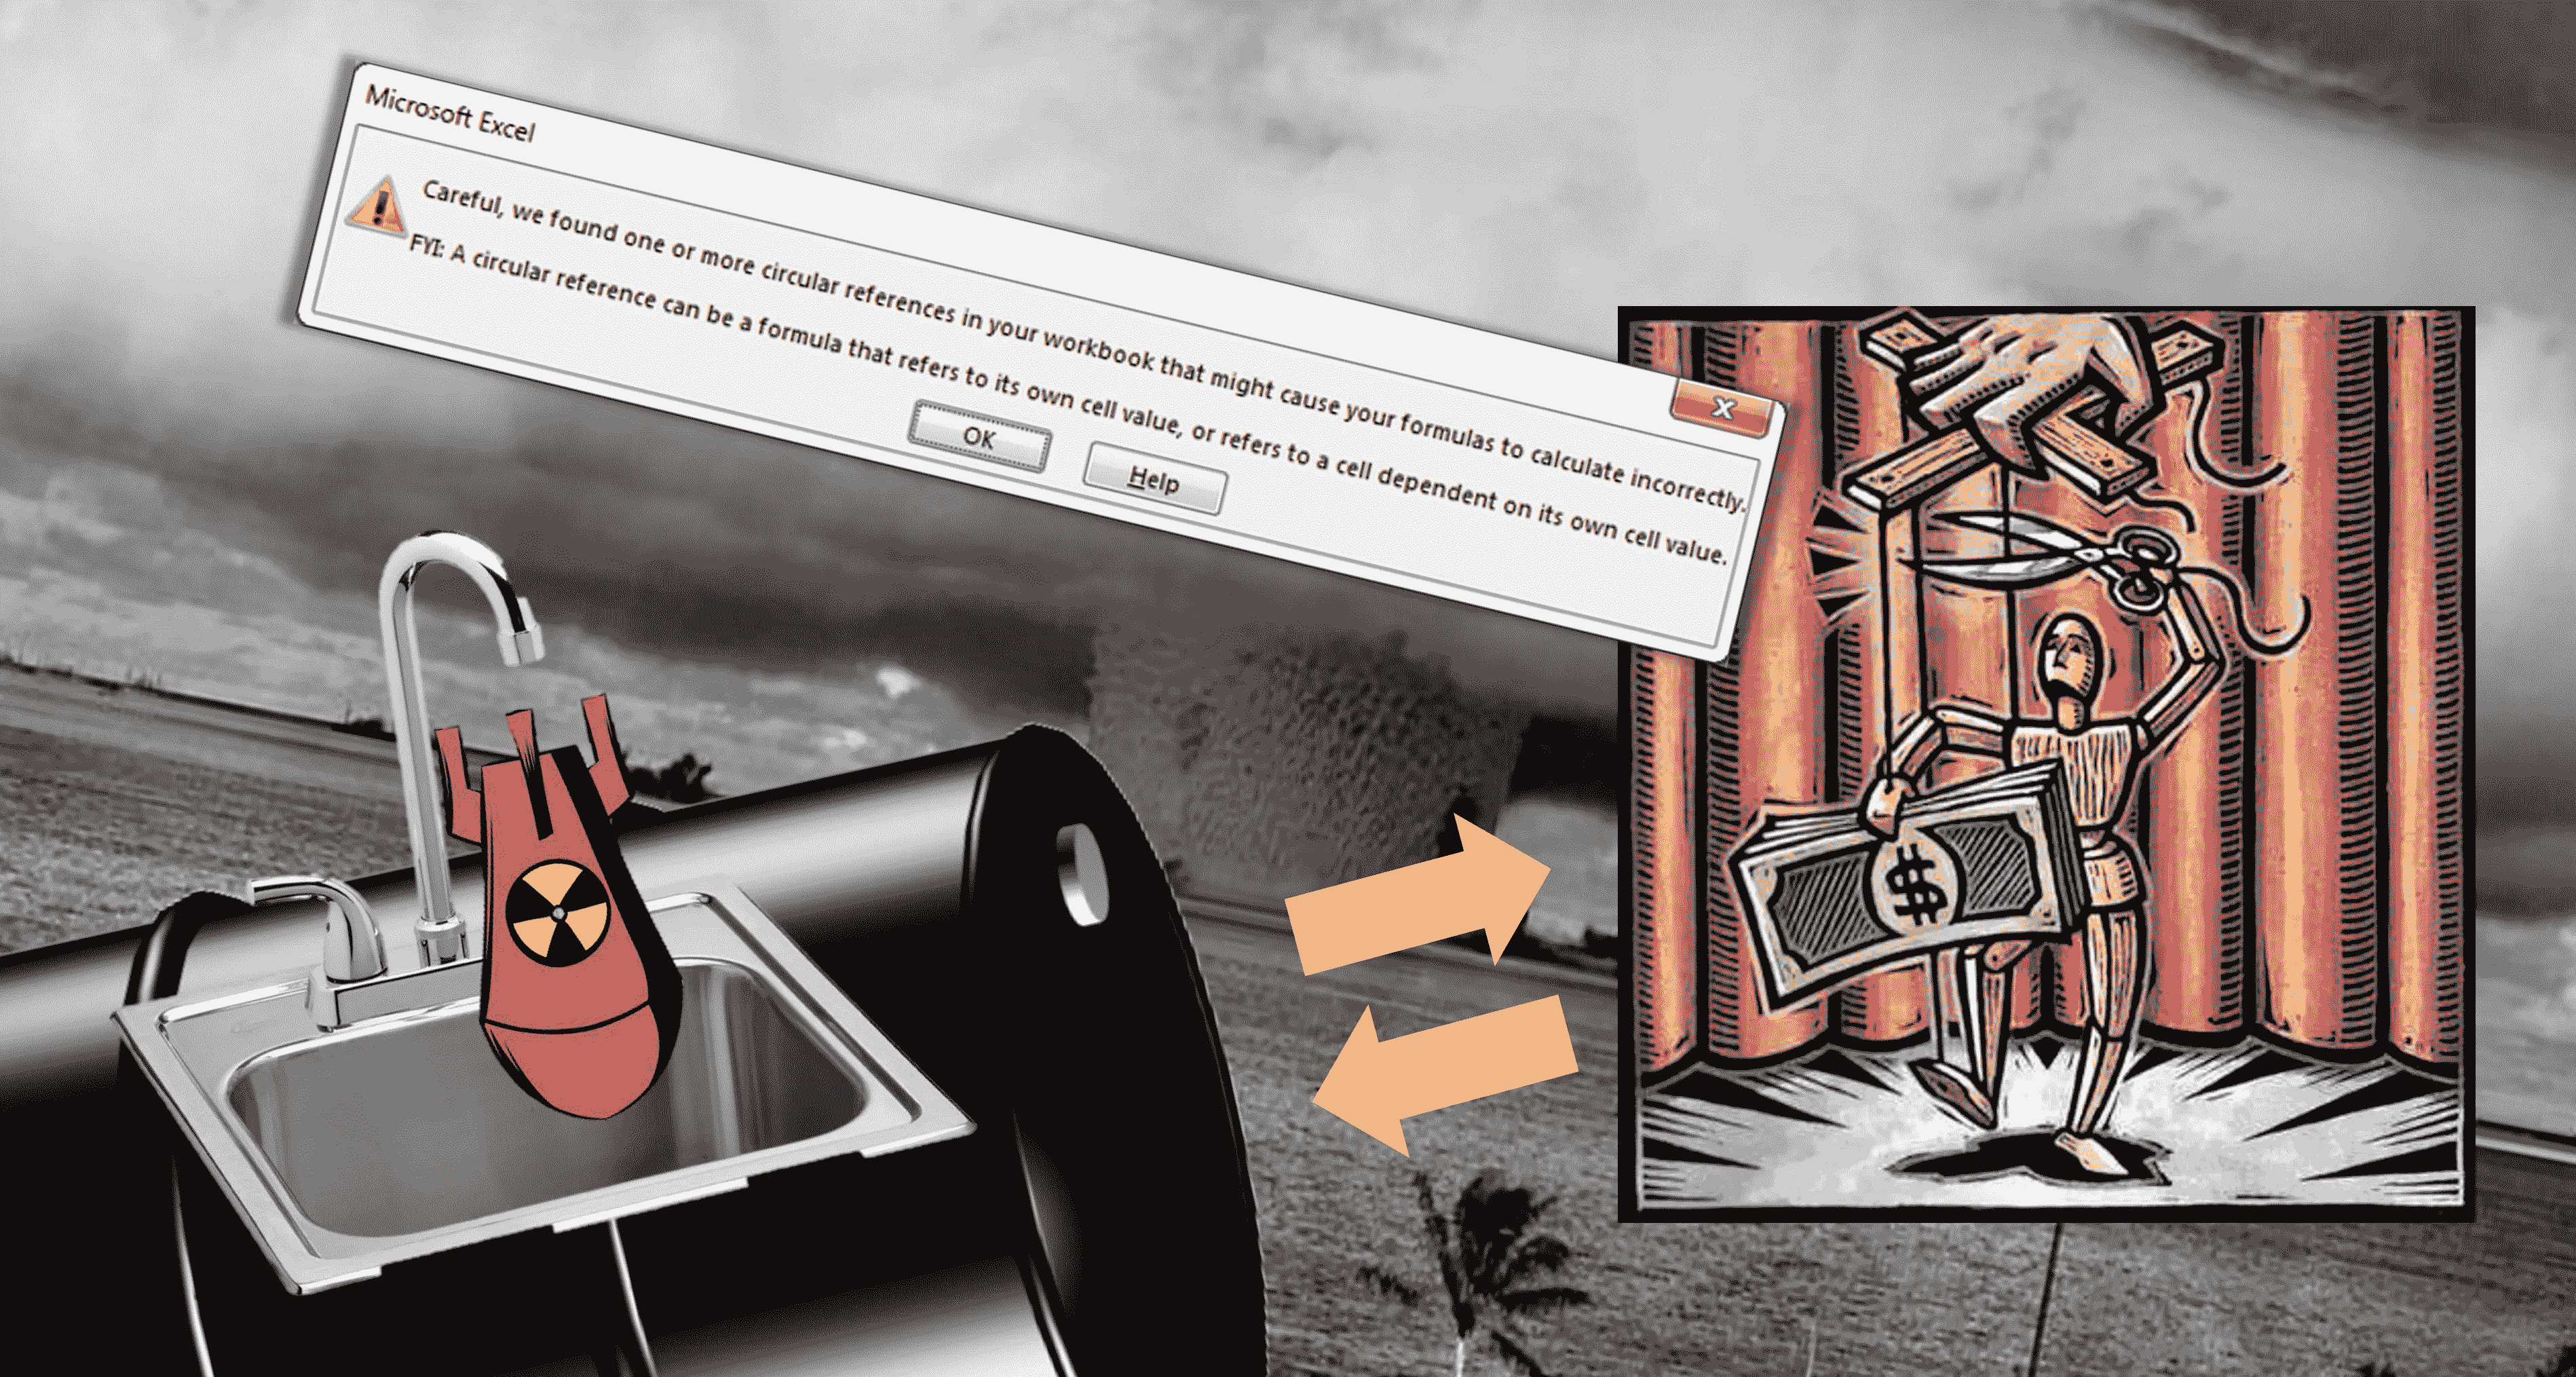 Microsoft Excel
Careful, we found one or more circular references in your workbook that might cause your formulas to calculate incorrectly.
FYI: A circular reference can be a formula that refers to its own cell value, or refers to a cell dependent on its own cell value.
OK
Help
$